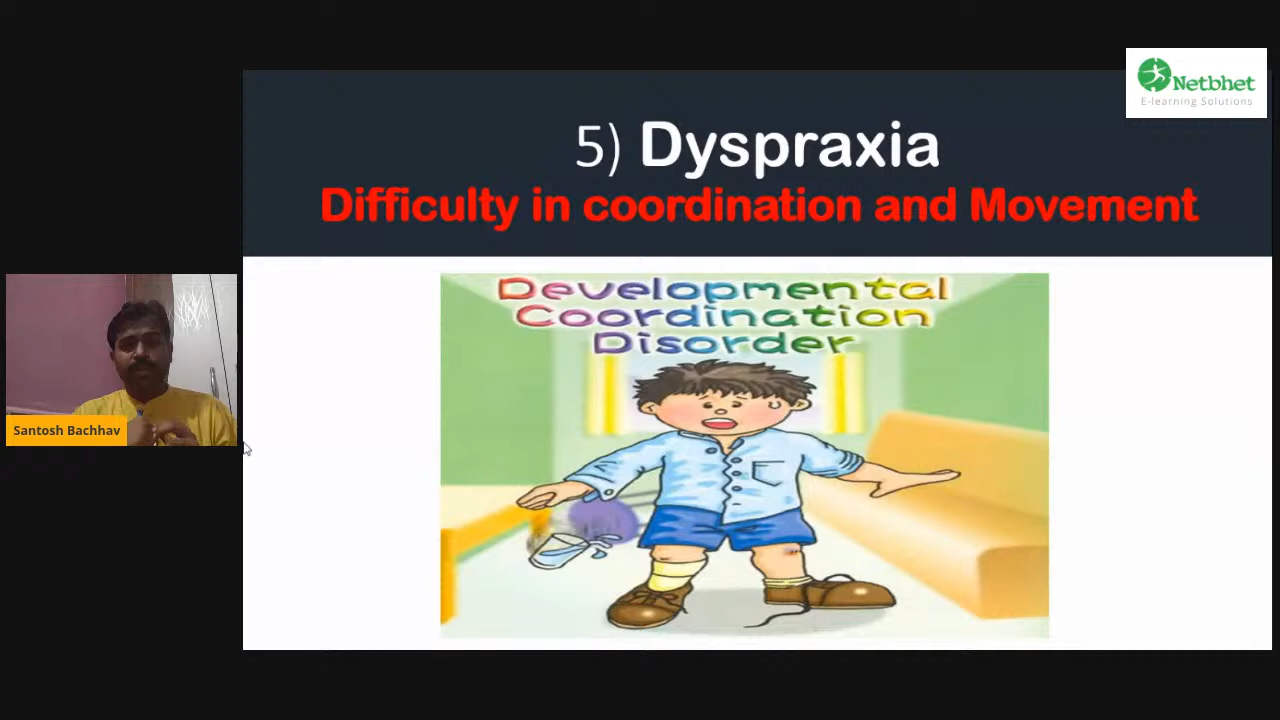 Netbhet
E-learning Solutions
5) Dyspraxia
Difficulty in coordination and Movement
Developmental
Coordination
Disorder
Santosh Bachhav